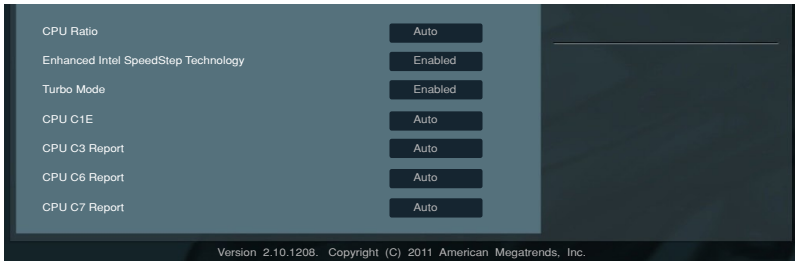 CPU Ratio Auto
Enhanced Intel SpeedStep Technology Enabled
Turbo Mode Enabled
CPU C1E Auto
CPU C3 Report Auto
CPU C6 Report Auto
CPU C7 Report Auto
Version 2.10.1208. Copyright (C) 2011 American Megatrends, Inc.